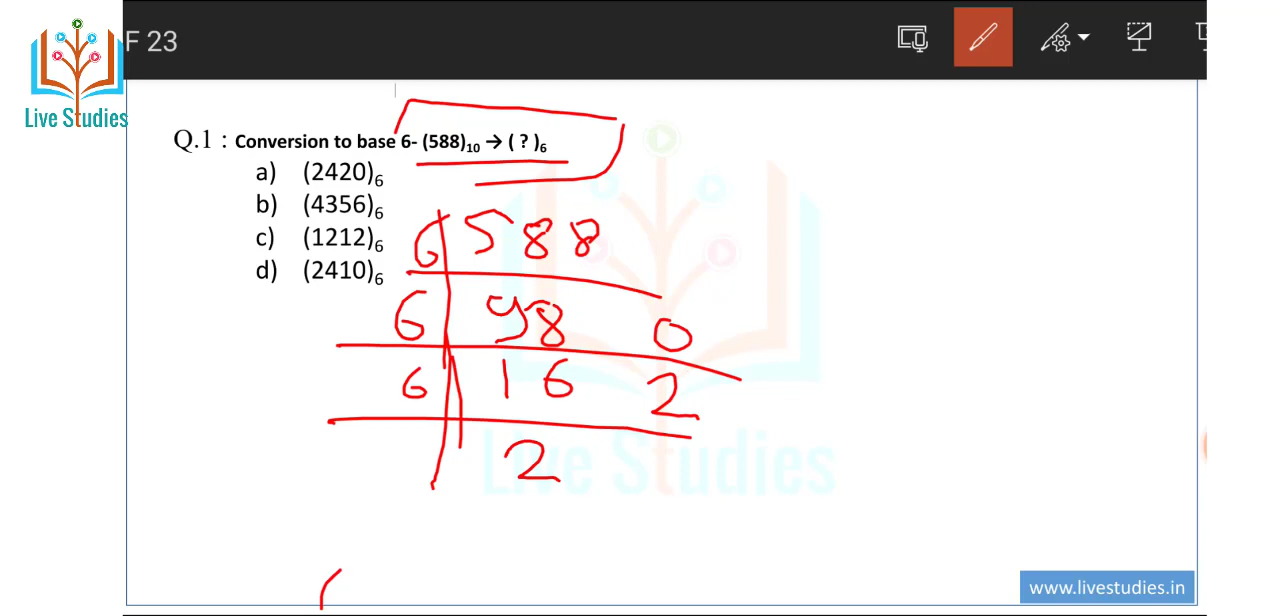 F 23
Live Studies
Q.1 : Conversion to base 6- (588)10 → ( ? )6
a) (2420)6
b) (4356)6
c) (1212)6
d) (2410)6
6 588
6 98 0
6 16 2
2
(
Live Studies
www.livestudies.in